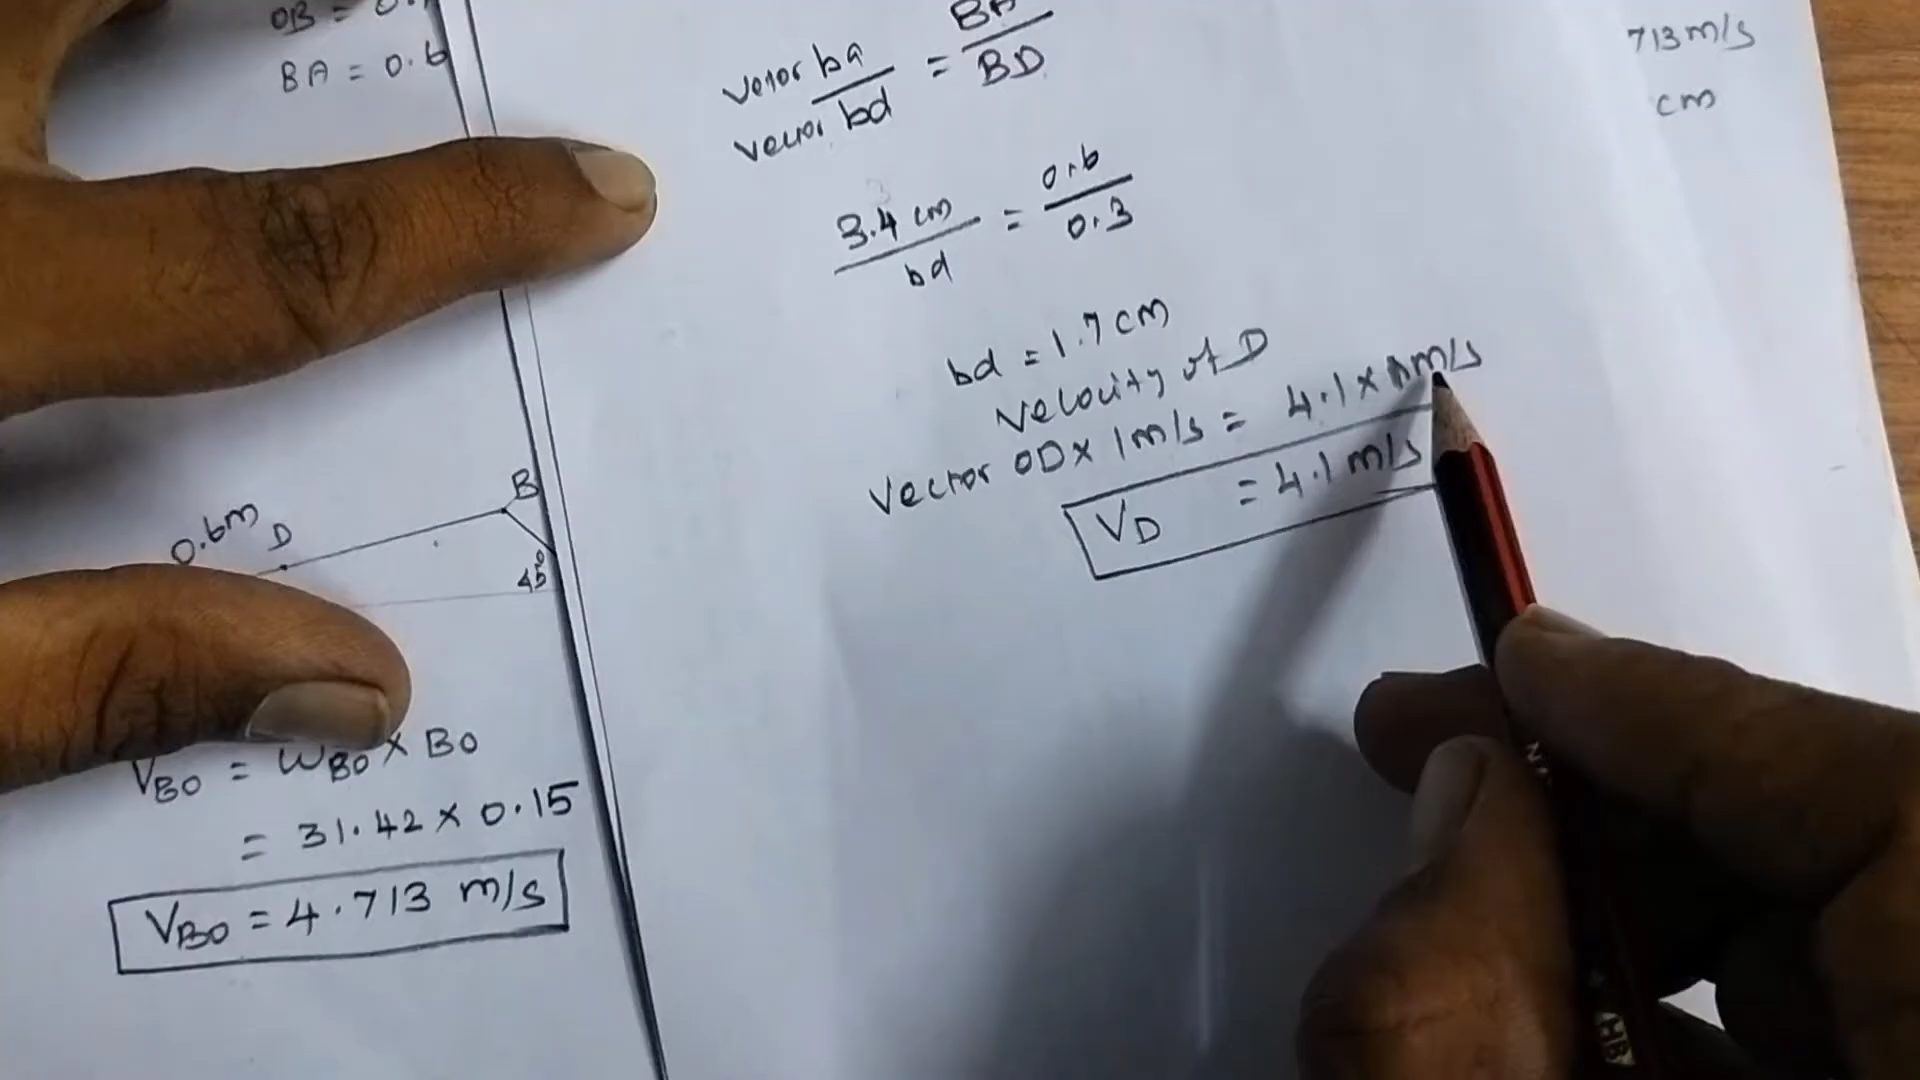 OB = 0.
BA = 0.6
0.6m
D
B
45°
VBO = ωBO × BO
= 31.42 × 0.15
VBO = 4.713 m/s
vector ba / vector bd = BA / BD
3.4 cm / bd = 0.6 / 0.3
bd = 1.7 cm
Velocity of D
Vector OD × 1m/s = 4.1 × 1m/s
VD = 4.1 m/s
713 m/s
cm
HB